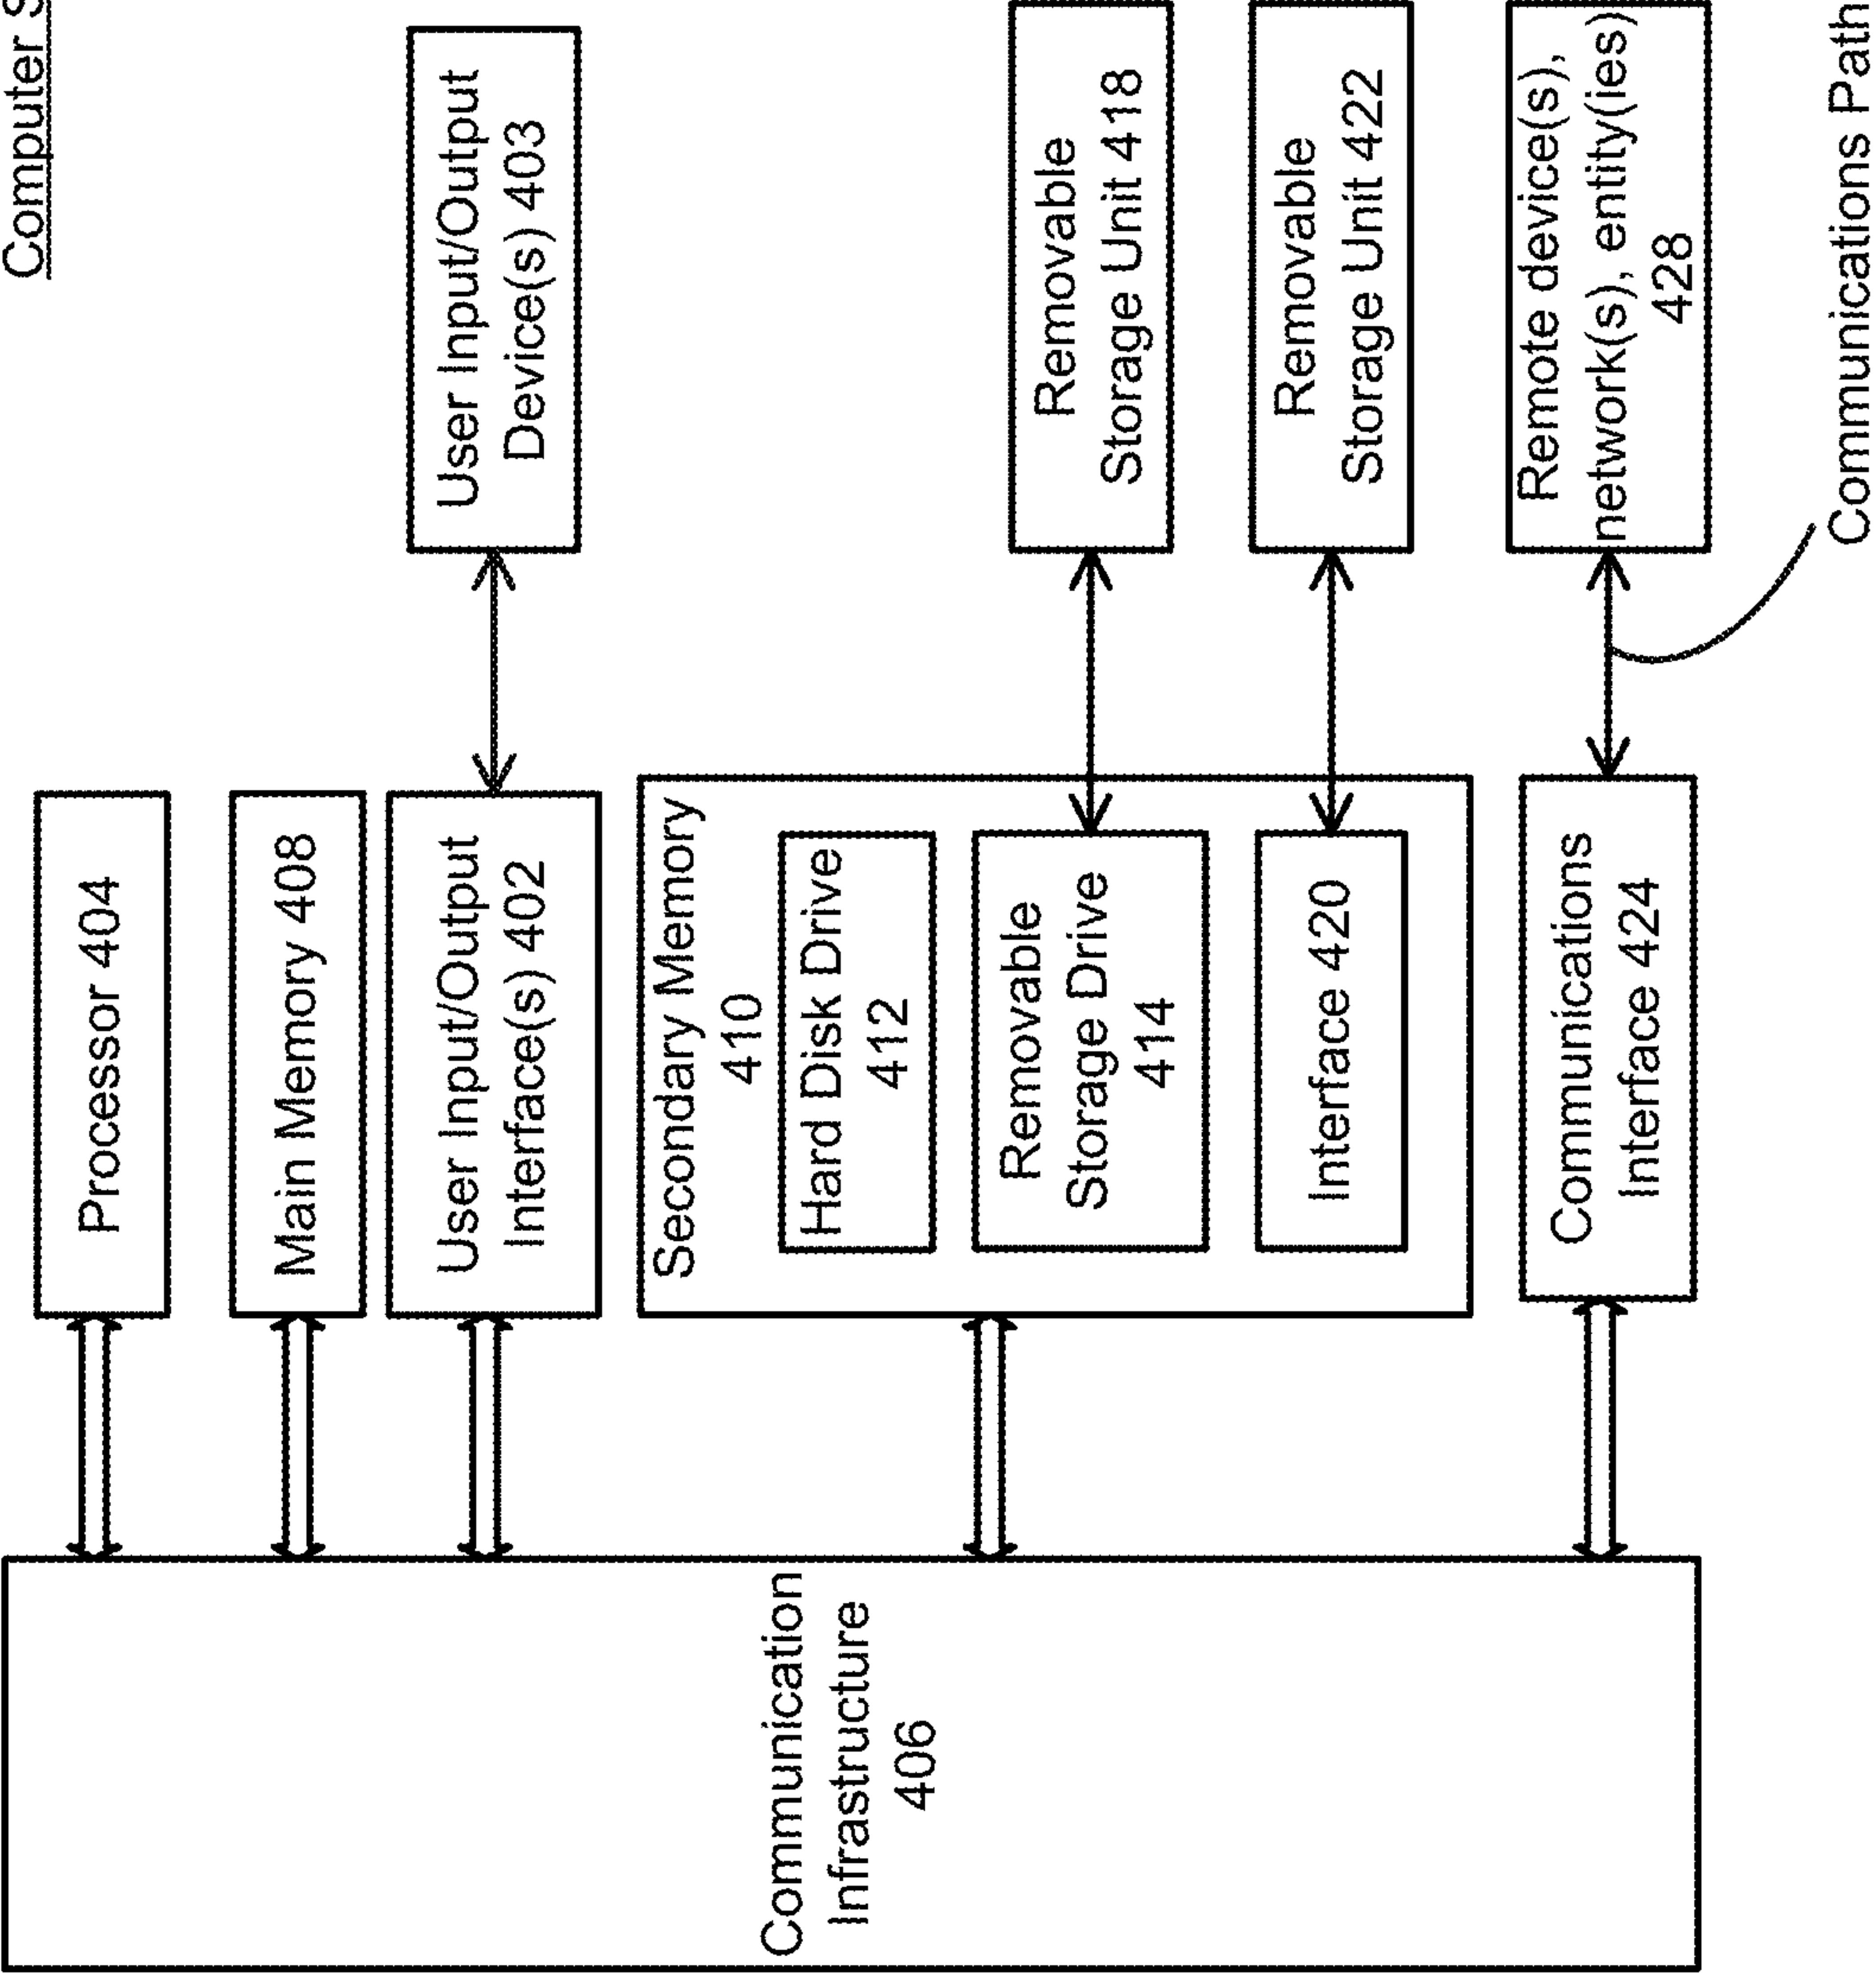 Computer s
Processor 404
Main Memory 408
User Input/Output
Interface(s) 402
User Input/Output
Device(s) 403
Secondary Memory
410
Hard Disk Drive
412
Removable
Storage Drive
414
Interface 420
Removable
Storage Unit 418
Removable
Storage Unit 422
Communications
Interface 424
Remote device(s),
network(s), entity(ies)
428
Communications Path
Communication
Infrastructure
406